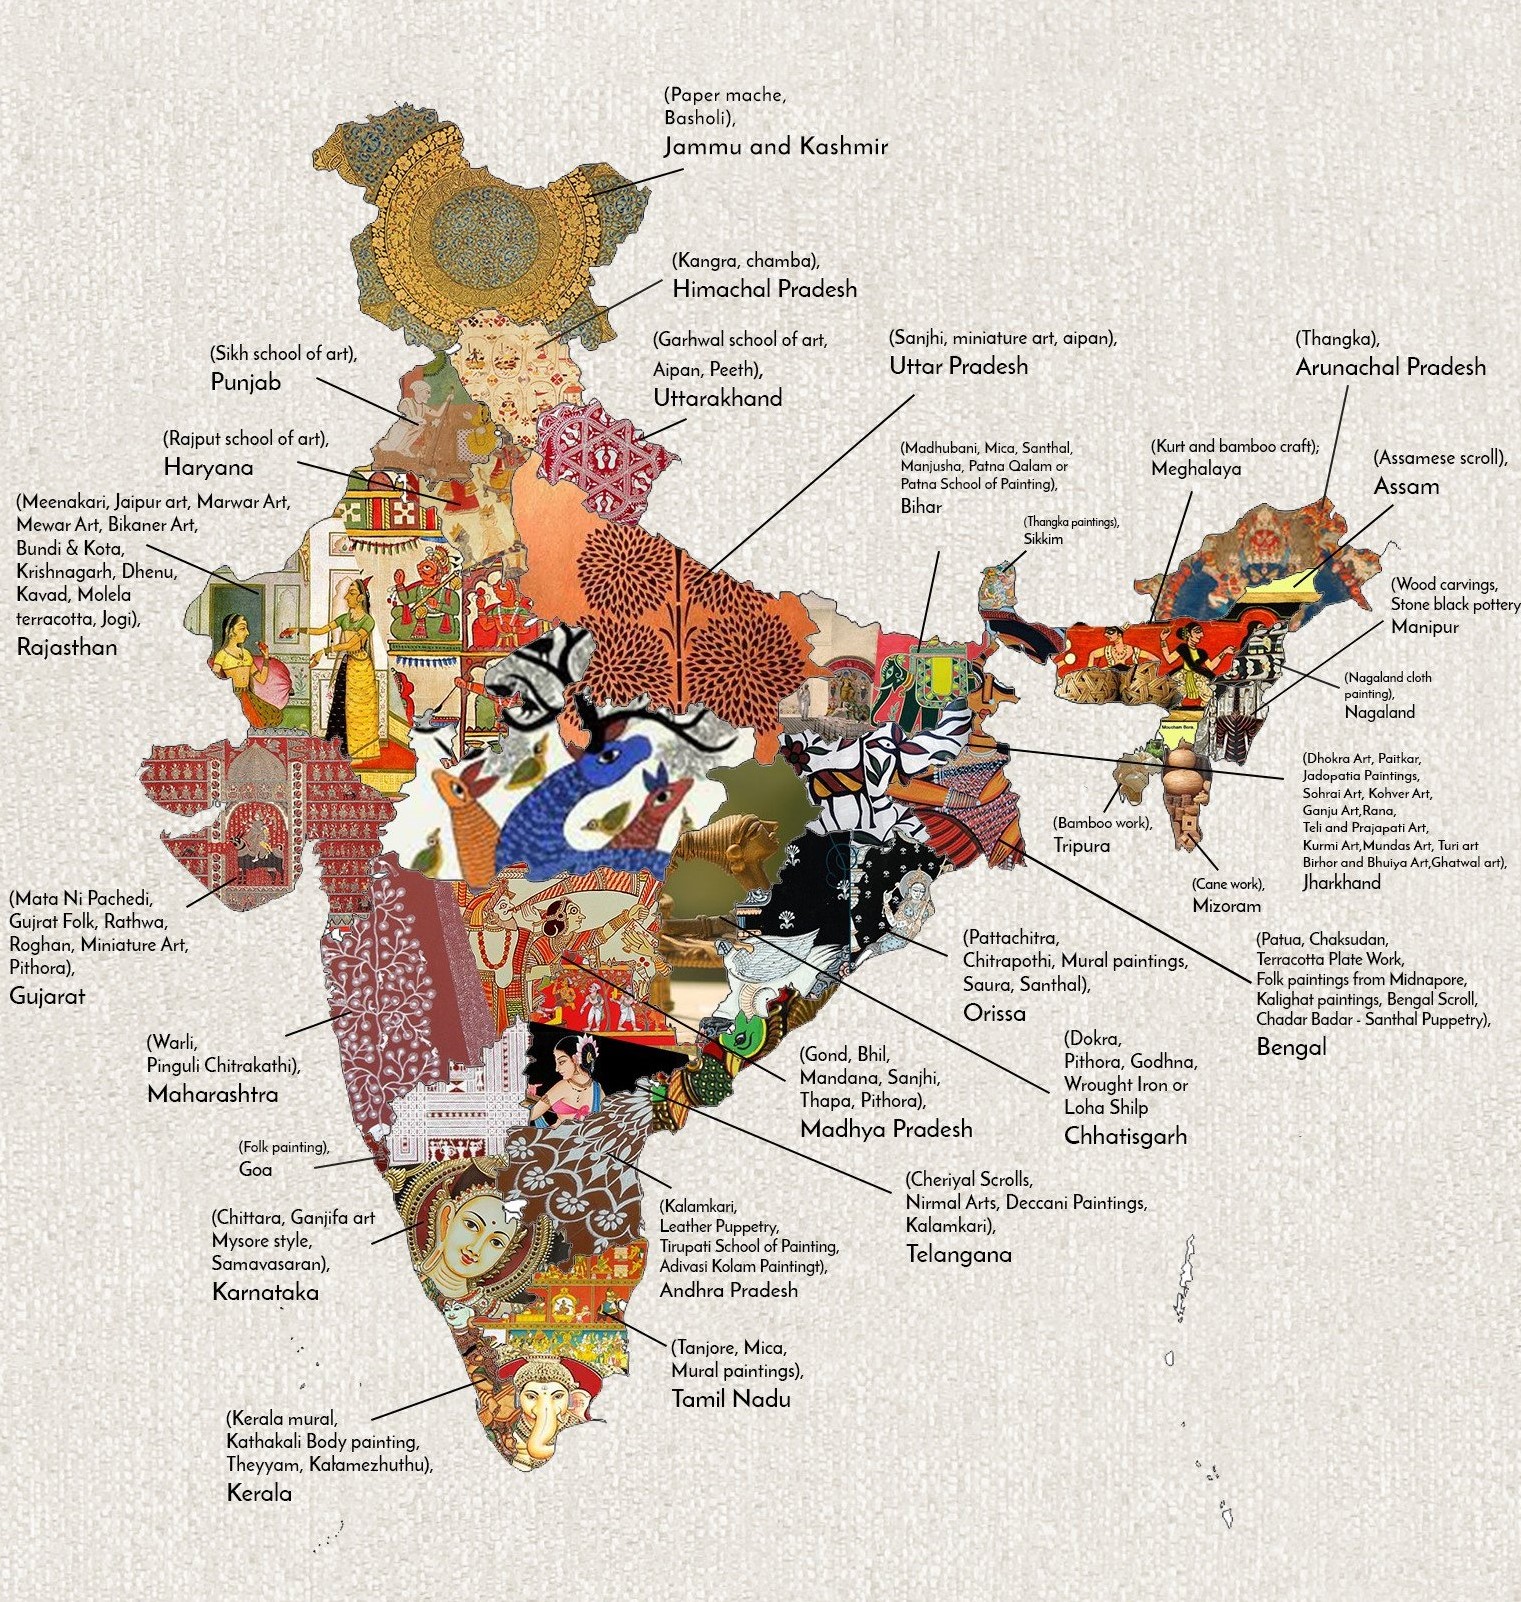 (Paper mache,
Basholi),
Jammu and Kashmir
(Kangra, chamba),
Himachal Pradesh
(Garhwal school of art,
Aipan, Peeth),
Uttarakhand
(Sanjhi, miniature art, aipan),
Uttar Pradesh
(Thangka),
Arunachal Pradesh
(Sikh school of art),
Punjab
(Rajput school of art),
Haryana
(Meenakari, Jaipur art, Marwar Art,
Mewar Art, Bikaner Art,
Bundi & Kota,
Krishnagarh, Dhenu,
Kavad, Molela
terracotta, Jogi),
Rajasthan
(Madhubani, Mica, Santhal,
Manjusha, Patna Qalam or
Patna School of Painting),
Bihar
(Thangka paintings),
Sikkim
(Kurt and bamboo craft);
Meghalaya
(Assamese scroll),
Assam
(Wood carvings,
Stone black pottery
Manipur
(Nagaland cloth
painting),
Nagaland
Moucham Bora
(Dhokra Art, Paitkar,
Jadopatia Paintings,
Sohrai Art, Kohver Art,
Ganju Art,Rana,
Teli and Prajapati Art,
Kurmi Art,Mundas Art, Turi art
Birhor and Bhuiya Art,Ghatwal art),
Jharkhand
(Bamboo work),
Tripura
(Cane work),
Mizoram
(Mata Ni Pachedi,
Gujrat Folk, Rathwa,
Roghan, Miniature Art,
Pithora),
Gujarat
(Patua, Chaksudan,
Terracotta Plate Work,
Folk paintings from Midnapore,
Kalighat paintings, Bengal Scroll,
Chadar Badar - Santhal Puppetry),
Bengal
(Pattachitra,
Chitrapothi, Mural paintings,
Saura, Santhal),
Orissa
(Warli,
Pinguli Chitrakathi),
Maharashtra
(Gond, Bhil,
Mandana, Sanjhi,
Thapa, Pithora),
Madhya Pradesh
(Dokra,
Pithora, Godhna,
Wrought Iron or
Loha Shilp
Chhatisgarh
(Folk painting),
Goa
(Cheriyal Scrolls,
Nirmal Arts, Deccani Paintings,
Kalamkari),
Telangana
(Chittara, Ganjifa art
Mysore style,
Samavasaran),
Karnataka
(Kalamkari,
Leather Puppetry,
Tirupati School of Painting,
Adivasi Kolam Paintingt),
Andhra Pradesh
(Tanjore, Mica,
Mural paintings),
Tamil Nadu
(Kerala mural,
Kathakali Body painting,
Theyyam, Kalamezhuthu),
Kerala